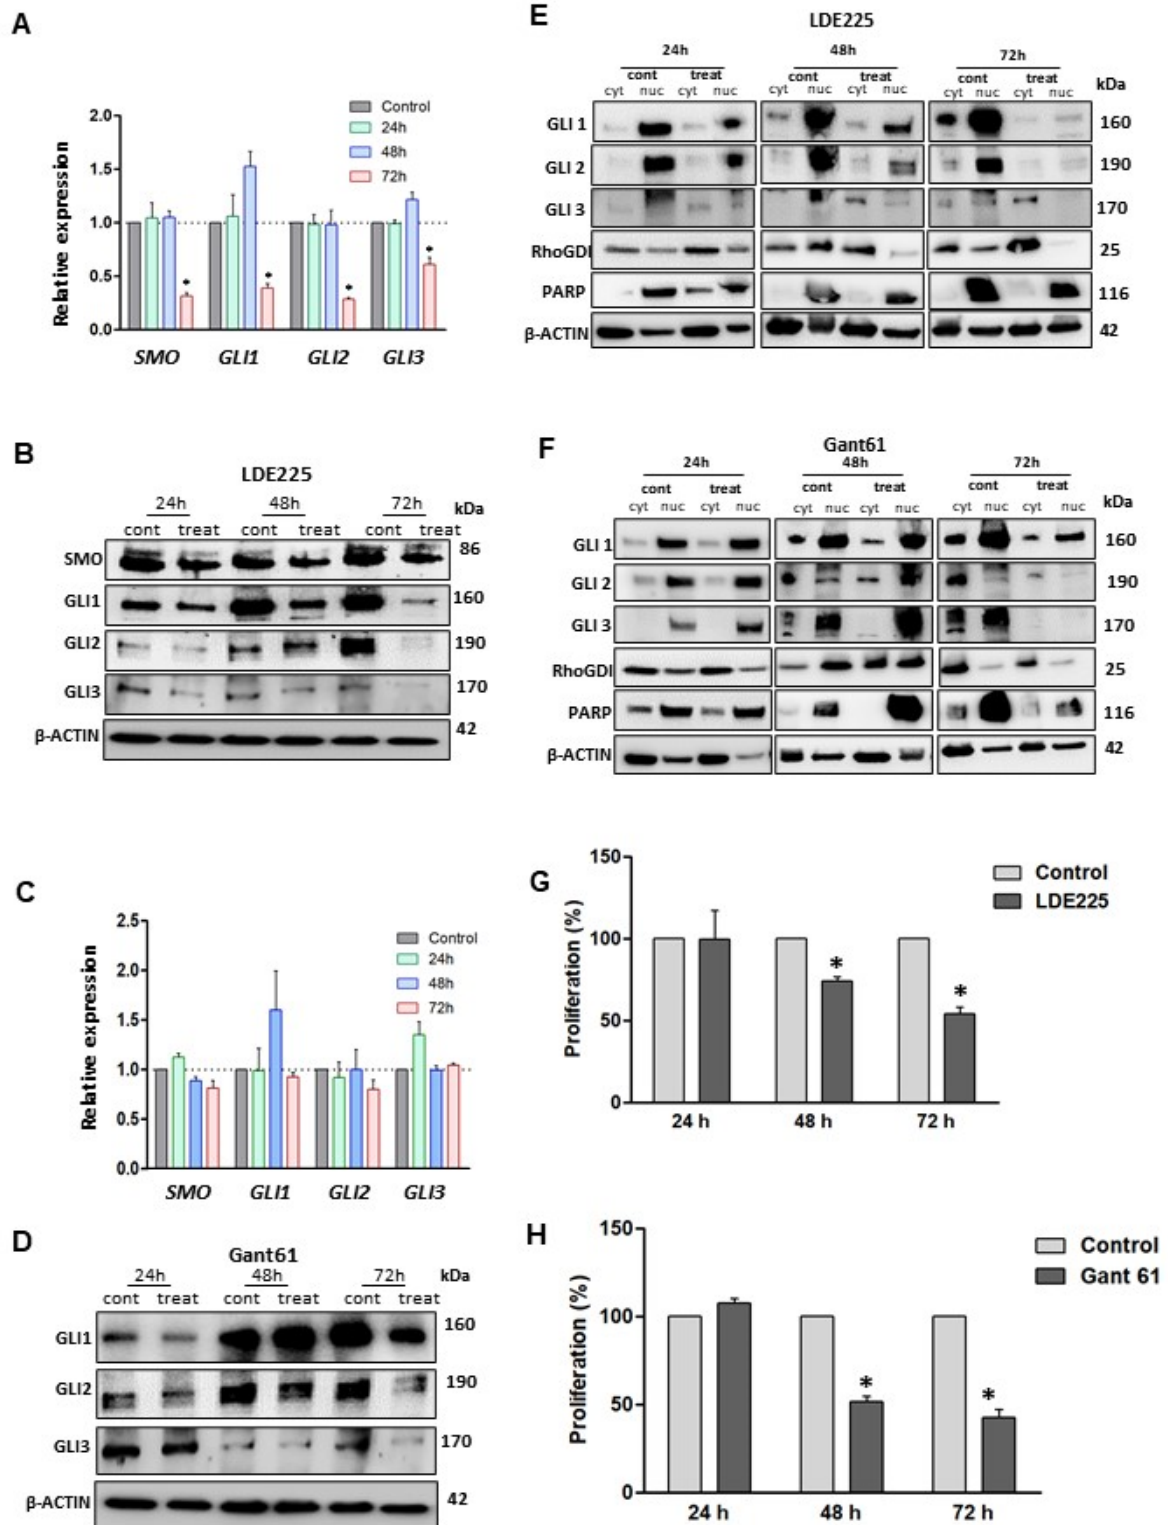 A
Control
24h
48h
72h
Relative expression
2.0
1.5
1.0
0.5
0.0
* * * *
SMO GLI1 GLI2 GLI3
B
LDE225
24h 48h 72h kDa
cont treat cont treat cont treat
SMO 86
GLI1 160
GLI2 190
GLI3 170
β-ACTIN 42
C
Control
24h
48h
72h
Relative expression
2.5
2.0
1.5
1.0
0.5
0.0
SMO GLI1 GLI2 GLI3
D
Gant61
24h 48h 72h kDa
cont treat cont treat cont treat
GLI1 160
GLI2 190
GLI3 170
β-ACTIN 42
E
LDE225
24h 48h 72h
cont treat cont treat cont treat kDa
cyt nuc cyt nuc cyt nuc cyt nuc cyt nuc cyt nuc
GLI 1 160
GLI 2 190
GLI 3 170
RhoGDI 25
PARP 116
β-ACTIN 42
F
Gant61
24h 48h 72h
cont treat cont treat cont treat kDa
cyt nuc cyt nuc cyt nuc cyt nuc cyt nuc cyt nuc
GLI 1 160
GLI 2 190
GLI 3 170
RhoGDI 25
PARP 116
β-ACTIN 42
G
Control
LDE225
Proliferation (%)
150
100
50
0
* *
24 h 48 h 72 h
H
Control
Gant 61
Proliferation (%)
150
100
50
0
* *
24 h 48 h 72 h